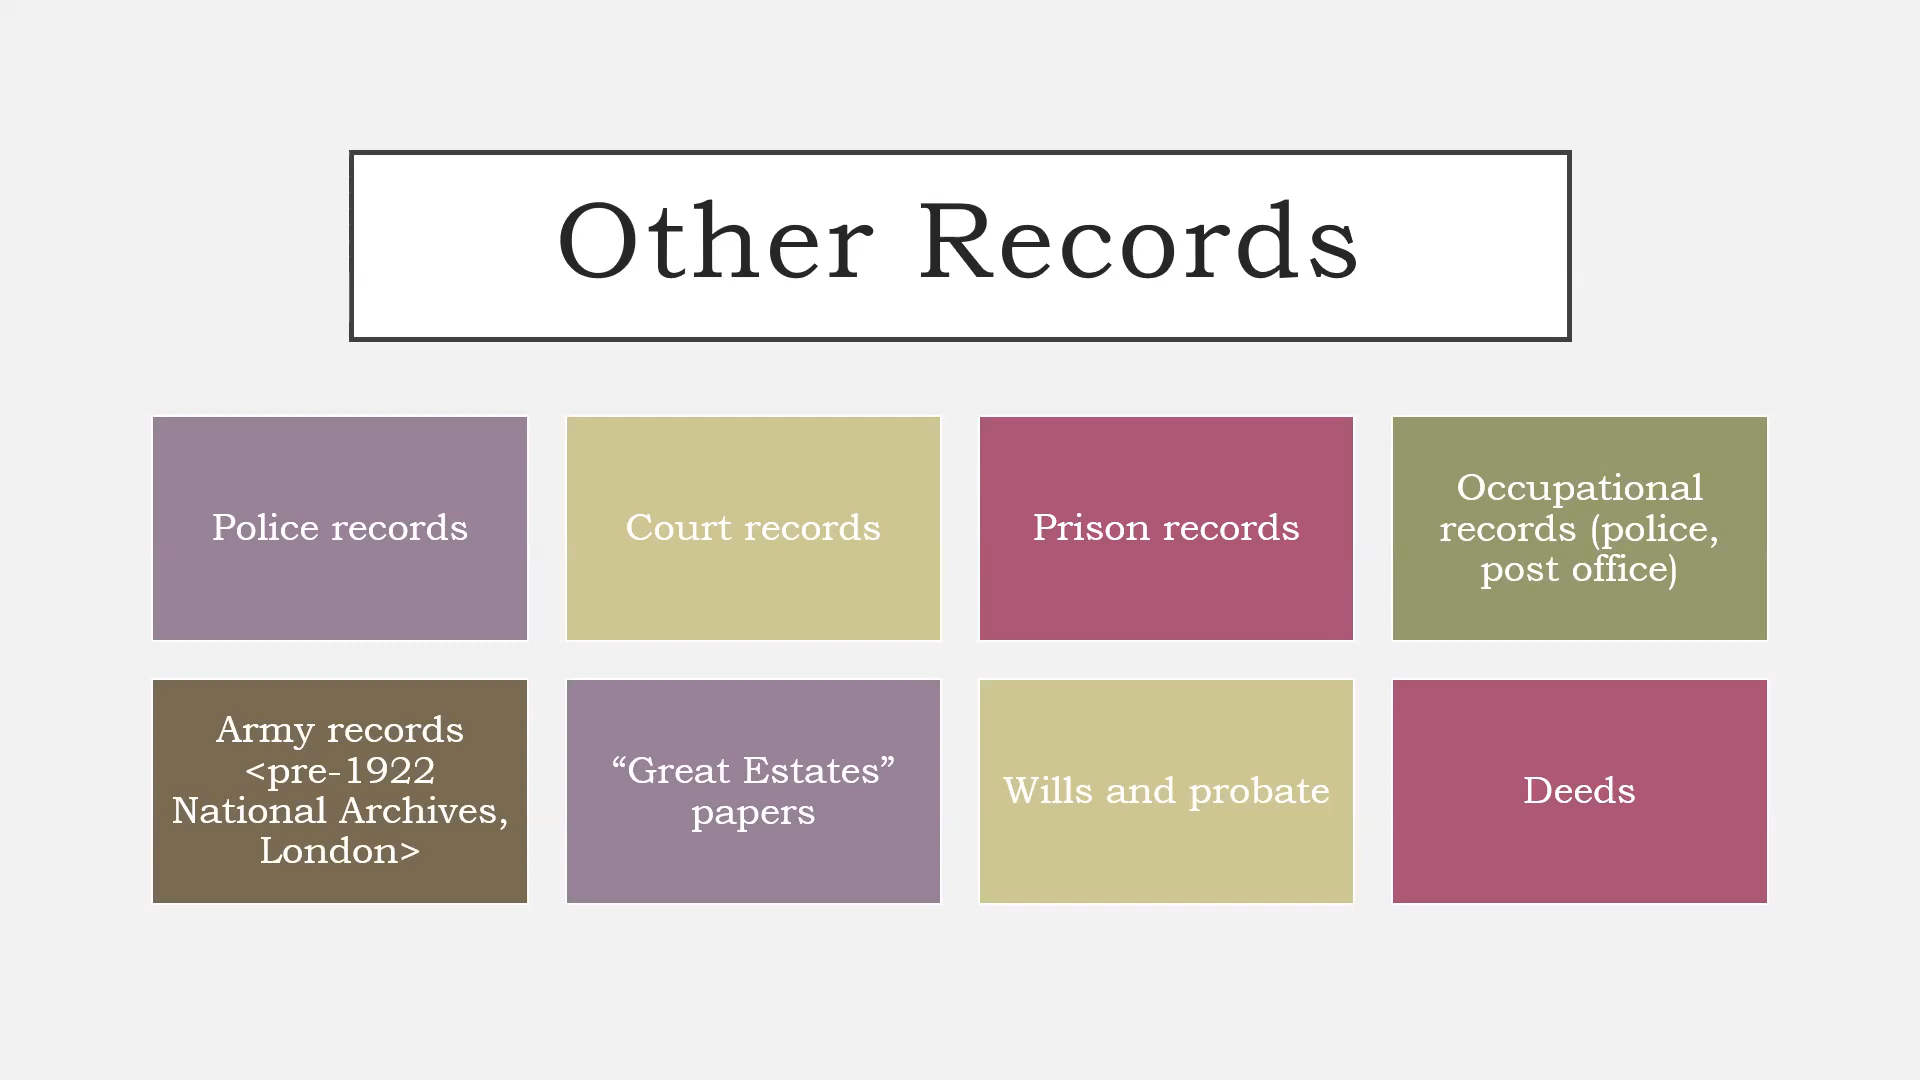 Other Records
Police records
Court records
Prison records
Occupational
records (police,
post office)
Army records
<pre-1922
National Archives,
London>
“Great Estates”
papers
Wills and probate
Deeds